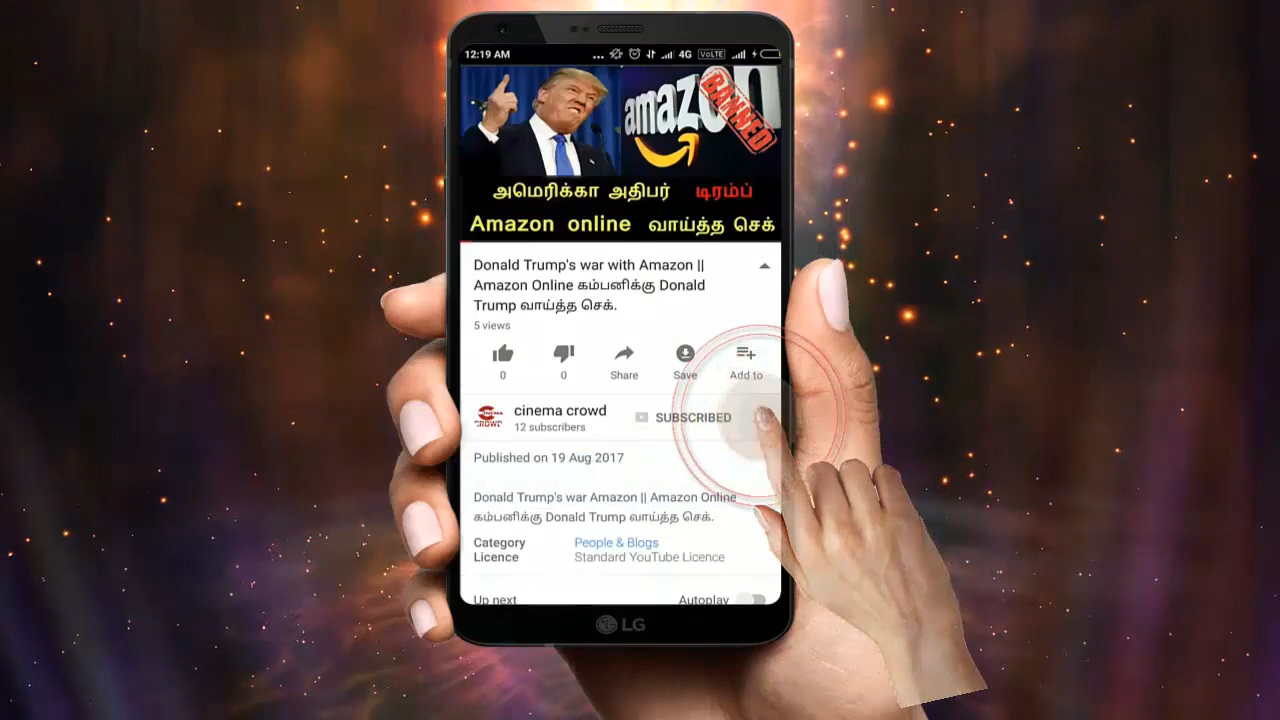 12:19 AM
4G VoLTE
amazon
BANNED
அமெரிக்கா அதிபர் டிரம்ப்
Amazon online வாய்த்த செக்
Donald Trump's war with Amazon ||
Amazon Online கம்பனிக்கு Donald
Trump வாய்த்த செக்.
5 views
0 0 Share Save Add to
CINEMA
CROWD
cinema crowd
SUBSCRIBED
12 subscribers
Published on 19 Aug 2017
Donald Trump's war Amazon || Amazon Online
கம்பனிக்கு Donald Trump வாய்த்த செக்.
Category People & Blogs
Licence Standard YouTube Licence
Up next Autoplay
LG